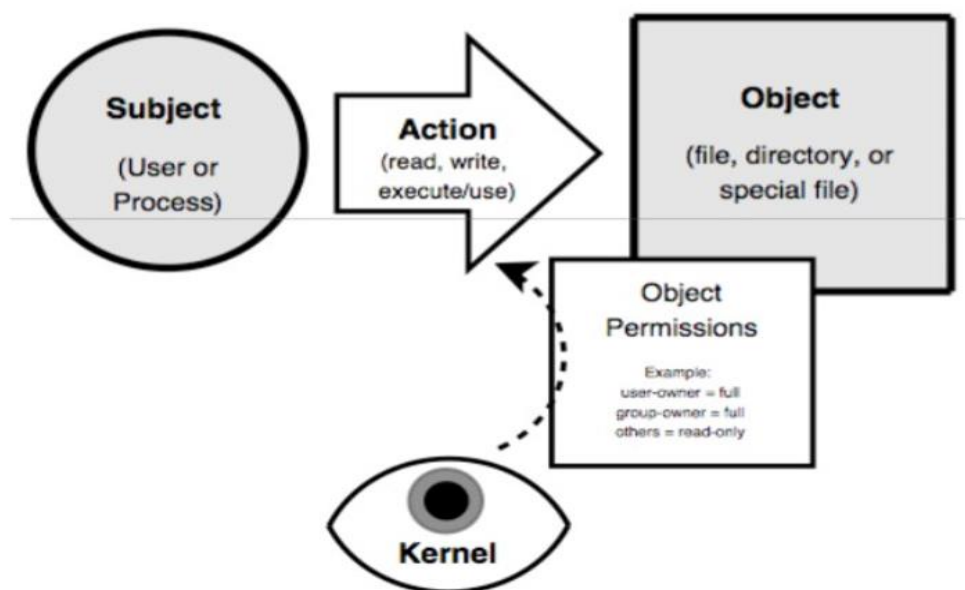 Subject
(User or
Process)
Action
(read, write,
execute/use)
Object
(file, directory, or
special file)
Object
Permissions
Example:
user-owner = full
group-owner = full
others = read-only
Kernel